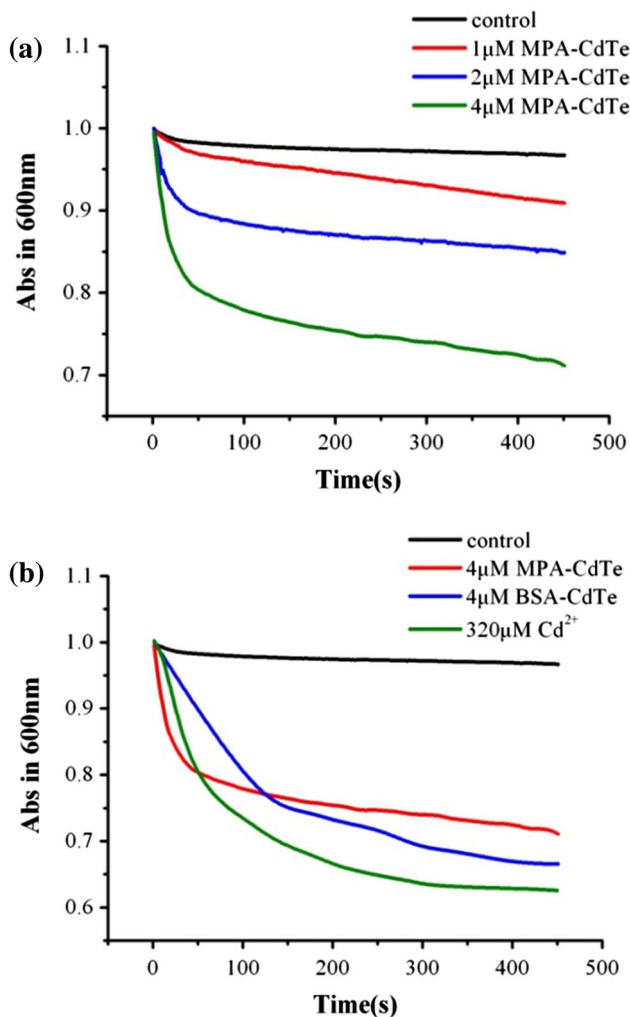 (a)
control
1μM MPA-CdTe
2μM MPA-CdTe
4μM MPA-CdTe
1.1
1.0
0.9
0.8
0.7
Abs in 600nm
0 100 200 300 400 500
Time(s)
(b)
control
4μM MPA-CdTe
4μM BSA-CdTe
320μM Cd²⁺
1.1
1.0
0.9
0.8
0.7
0.6
Abs in 600nm
0 100 200 300 400 500
Time(s)